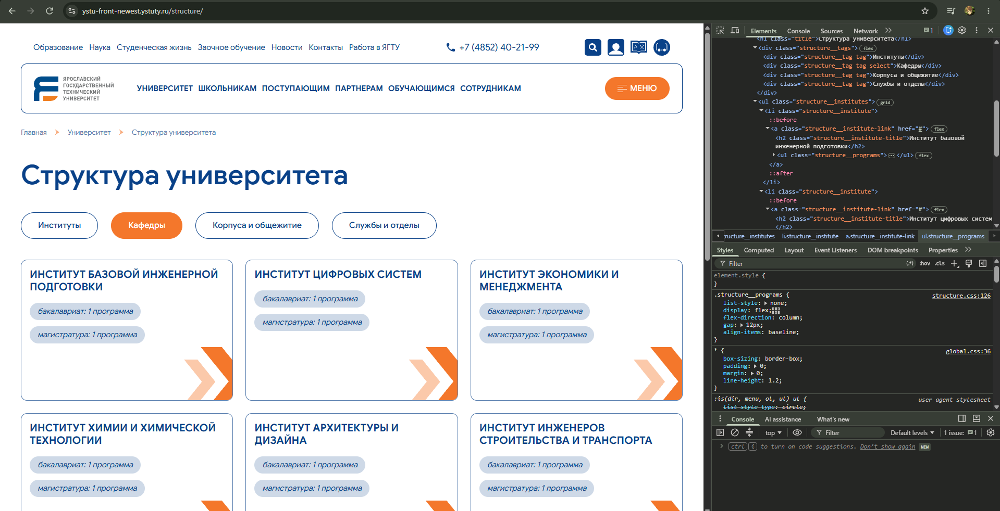 ystu-front-newest.ystuty.ru/structure/
Образование Наука Студенческая жизнь Заочное обучение Новости Контакты Работа в ЯГТУ
+7 (4852) 40-21-99
ЯРОСЛАВСКИЙ
ГОСУДАРСТВЕННЫЙ
ТЕХНИЧЕСКИЙ
УНИВЕРСИТЕТ
УНИВЕРСИТЕТ ШКОЛЬНИКАМ ПОСТУПАЮЩИМ ПАРТНЕРАМ ОБУЧАЮЩИМСЯ СОТРУДНИКАМ
МЕНЮ
Главная Университет Структура университета
Структура университета
Институты Кафедры Корпуса и общежитие Службы и отделы
ИНСТИТУТ БАЗОВОЙ ИНЖЕНЕРНОЙ
ПОДГОТОВКИ
бакалавриат: 1 программа
магистратура: 1 программа
ИНСТИТУТ ЦИФРОВЫХ СИСТЕМ
бакалавриат: 1 программа
магистратура: 1 программа
ИНСТИТУТ ЭКОНОМИКИ И
МЕНЕДЖМЕНТА
бакалавриат: 1 программа
магистратура: 1 программа
ИНСТИТУТ ХИМИИ И ХИМИЧЕСКОЙ
ТЕХНОЛОГИИ
бакалавриат: 1 программа
магистратура: 1 программа
ИНСТИТУТ АРХИТЕКТУРЫ И
ДИЗАЙНА
бакалавриат: 1 программа
магистратура: 1 программа
ИНСТИТУТ ИНЖЕНЕРОВ
СТРОИТЕЛЬСТВА И ТРАНСПОРТА
бакалавриат: 1 программа
магистратура: 1 программа
Elements Console Sources Network 1
<h1 class="title">Структура университета</h1>
<div class="structure__tags"> flex
<div class="structure__tag tag">Институты</div>
<div class="structure__tag tag select">Кафедры</div>
<div class="structure__tag tag">Корпуса и общежитие</div>
<div class="structure__tag tag">Службы и отделы</div>
</div>
<ul class="structure__institutes"> grid
<li class="structure__institute">
::before
<a class="structure__institute-link" href="#"> flex
<h2 class="structure__institute-title">Институт базовой
инженерной подготовки</h2>
<ul class="structure__programs">…</ul> flex
</a>
::after
</li>
<li class="structure__institute">
::before
<a class="structure__institute-link" href="#"> flex
<h2 class="structure__institute-title">Институт цифровых систем
</h2>
ructure__institutes li.structure__institute a.structure__institute-link ul.structure__programs
Styles Computed Layout Event Listeners DOM breakpoints Properties
Filter (.*) :hov .cls
element.style {
}
.structure__programs { structure.css:126
list-style: none;
display: flex;
flex-direction: column;
gap: 12px;
align-items: baseline;
}
* { global.css:36
box-sizing: border-box;
padding: 0;
margin: 0;
line-height: 1.2;
}
:is(dir, menu, ol, ul) ul { user agent stylesheet
list-style-type: circle;
Console AI assistance What's new
top Filter Default levels 1 issue: 1
ctrl i to turn on code suggestions. Don't show again NEW